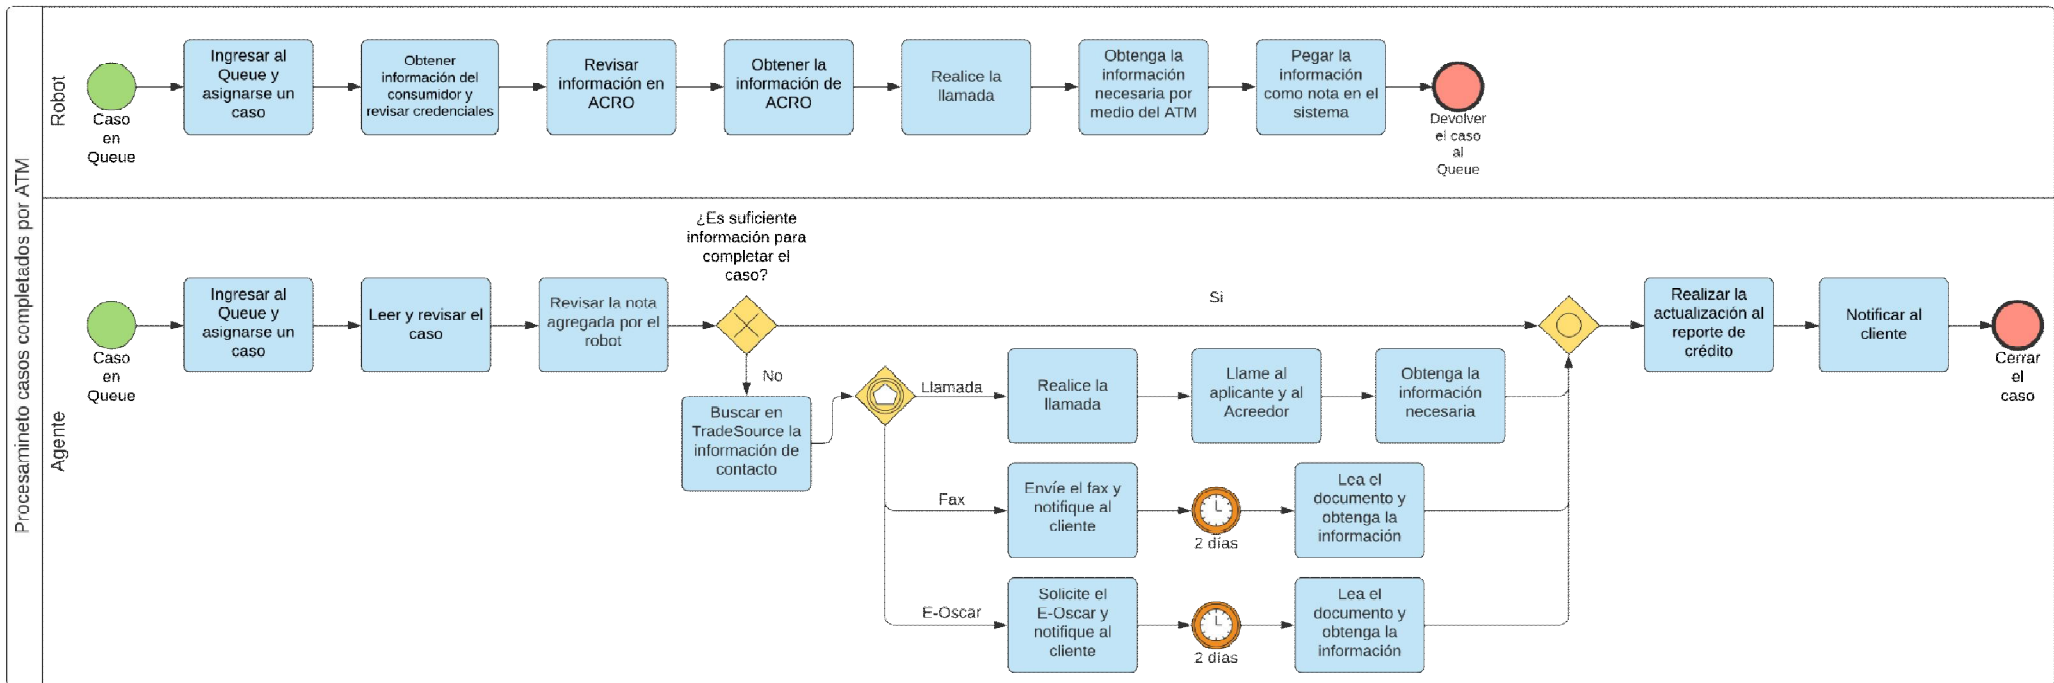 Procesamineto casos completados por ATM
Robot
Caso
en
Queue
Ingresar al
Queue y
asignarse un
caso
Obtener
información del
consumidor y
revisar credenciales
Revisar
información en
ACRO
Obtener la
información de
ACRO
Realice la
llamada
Obtenga la
información
necesaria por
medio del ATM
Pegar la
información
como nota en el
sistema
Devolver
el caso
al
Queue
Agente
Caso
en
Queue
Ingresar al
Queue y
asignarse un
caso
Leer y revisar el
caso
Revisar la nota
agregada por el
robot
¿Es suficiente
información para
completar el
caso?
Si
No
Buscar en
TradeSource la
información de
contacto
Llamada
Realice la
llamada
Llame al
aplicante y al
Acreedor
Obtenga la
información
necesaria
Fax
Envíe el fax y
notifique al
cliente
2 días
Lea el
documento y
obtenga la
información
E-Oscar
Solicite el
E-Oscar y
notifique al
cliente
2 días
Lea el
documento y
obtenga la
información
Realizar la
actualización al
reporte de
crédito
Notificar al
cliente
Cerrar
el
caso